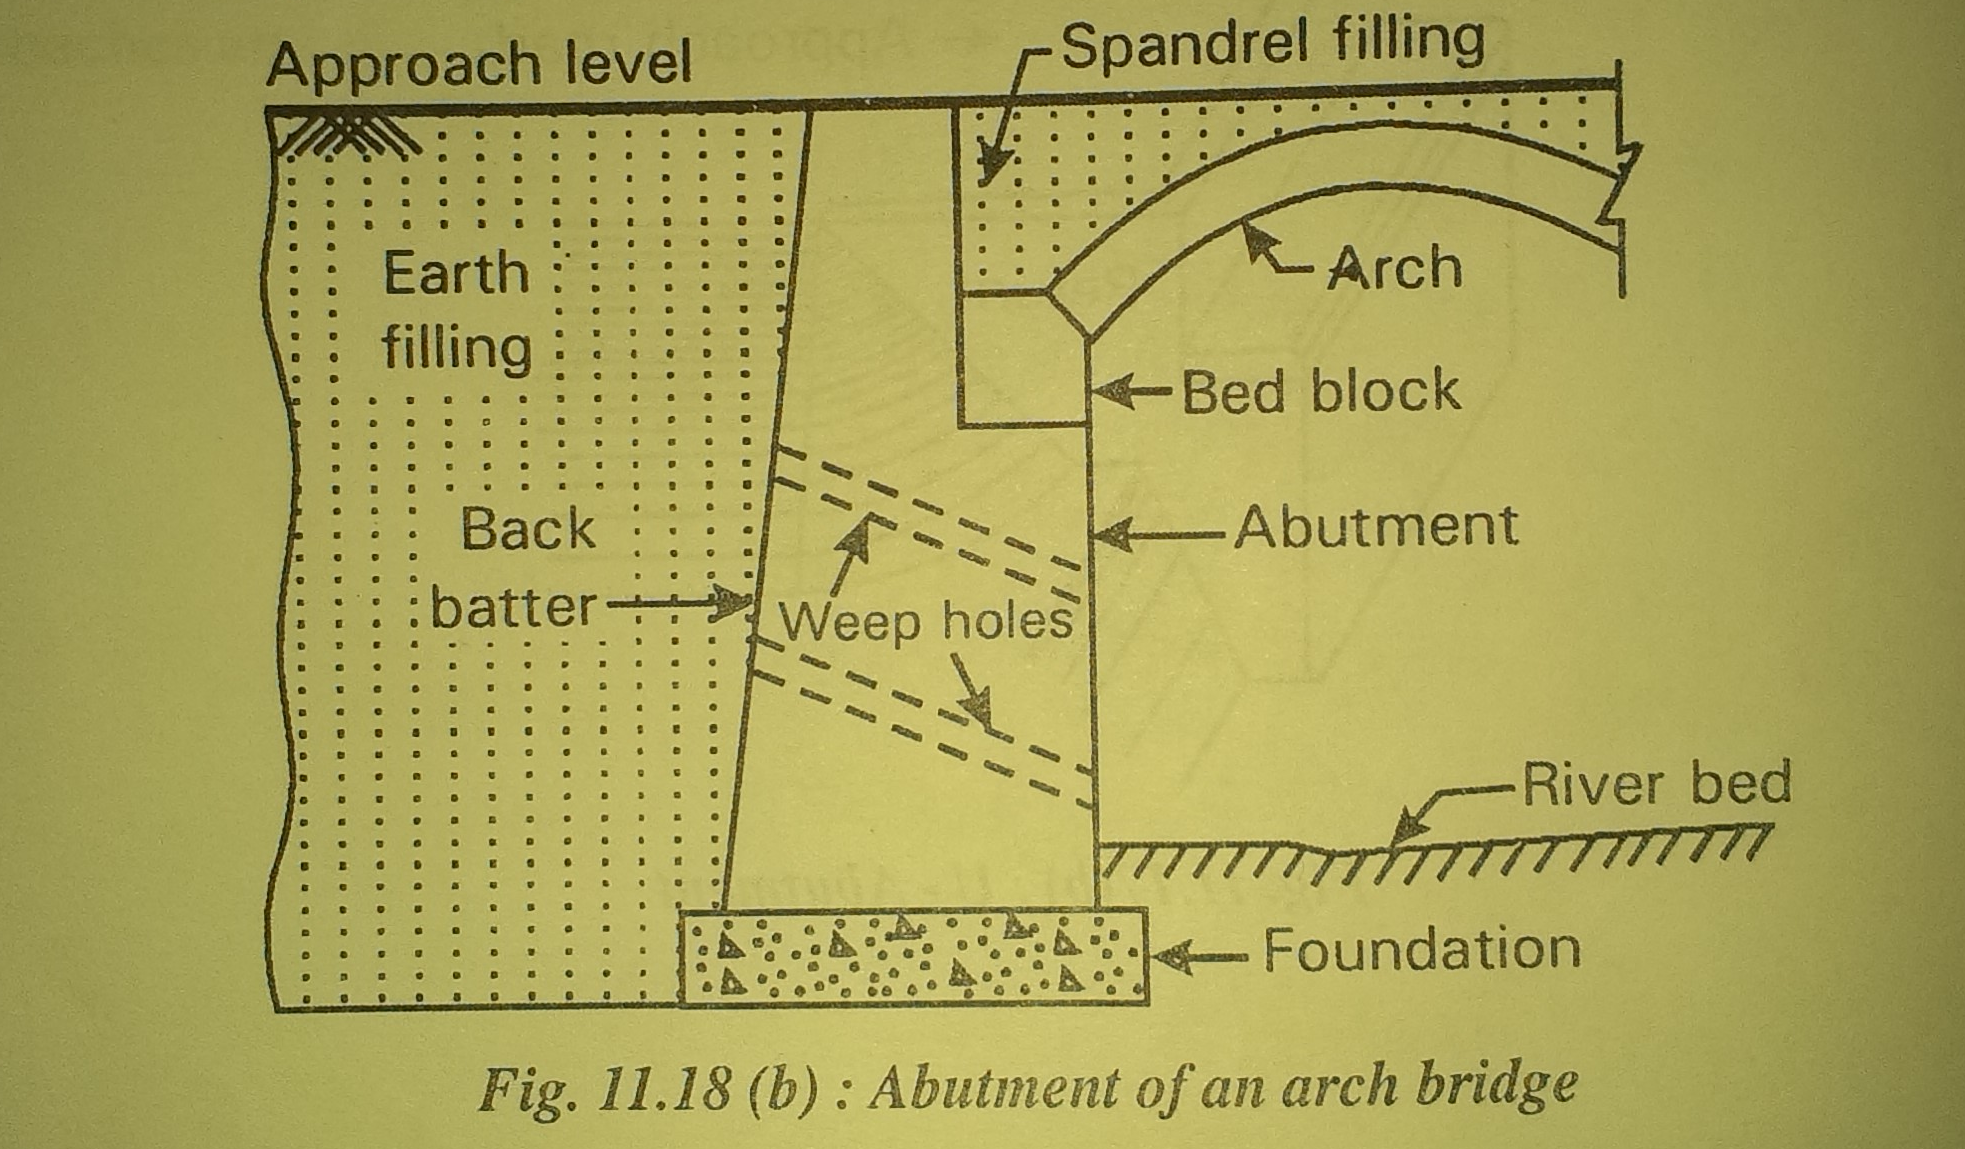 Approach level
Spandrel filling
Earth
filling
Arch
Bed block
Back
batter
Abutment
Weep holes
River bed
Foundation
Fig. 11.18 (b) : Abutment of an arch bridge